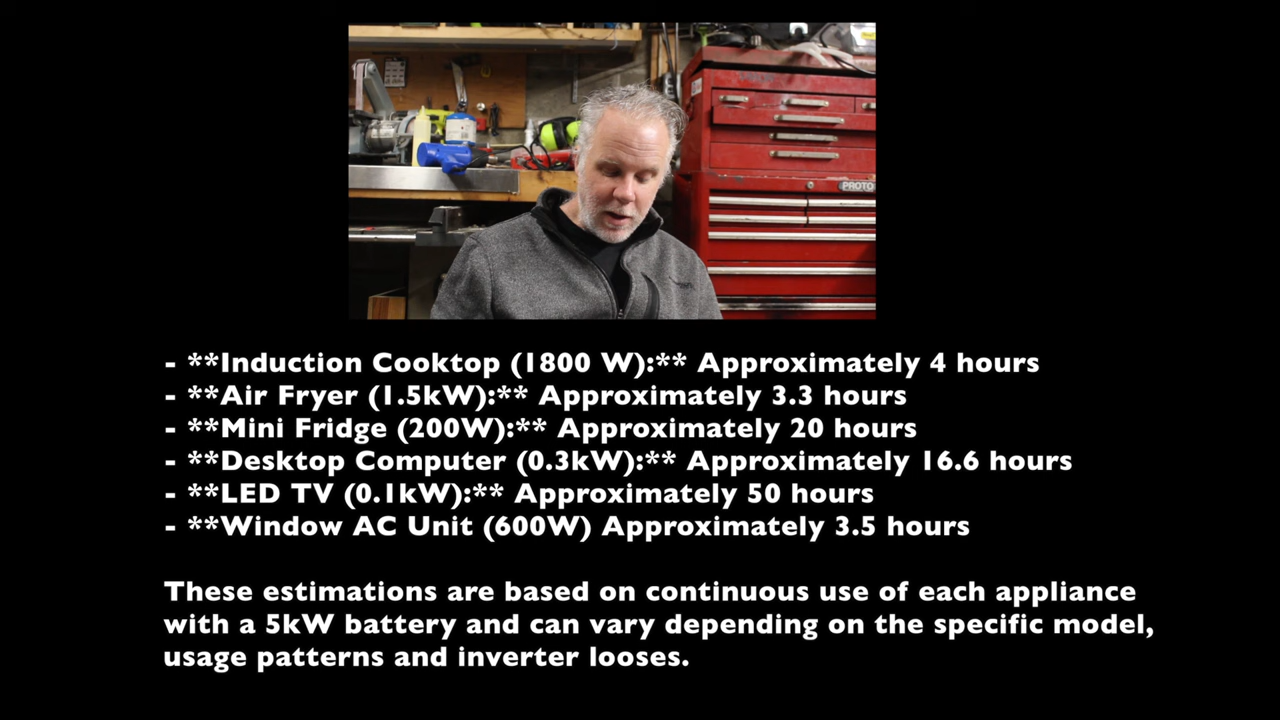 PROTO
- **Induction Cooktop (1800 W):** Approximately 4 hours
- **Air Fryer (1.5kW):** Approximately 3.3 hours
- **Mini Fridge (200W):** Approximately 20 hours
- **Desktop Computer (0.3kW):** Approximately 16.6 hours
- **LED TV (0.1kW):** Approximately 50 hours
- **Window AC Unit (600W) Approximately 3.5 hours
These estimations are based on continuous use of each appliance
with a 5kW battery and can vary depending on the specific model,
usage patterns and inverter looses.